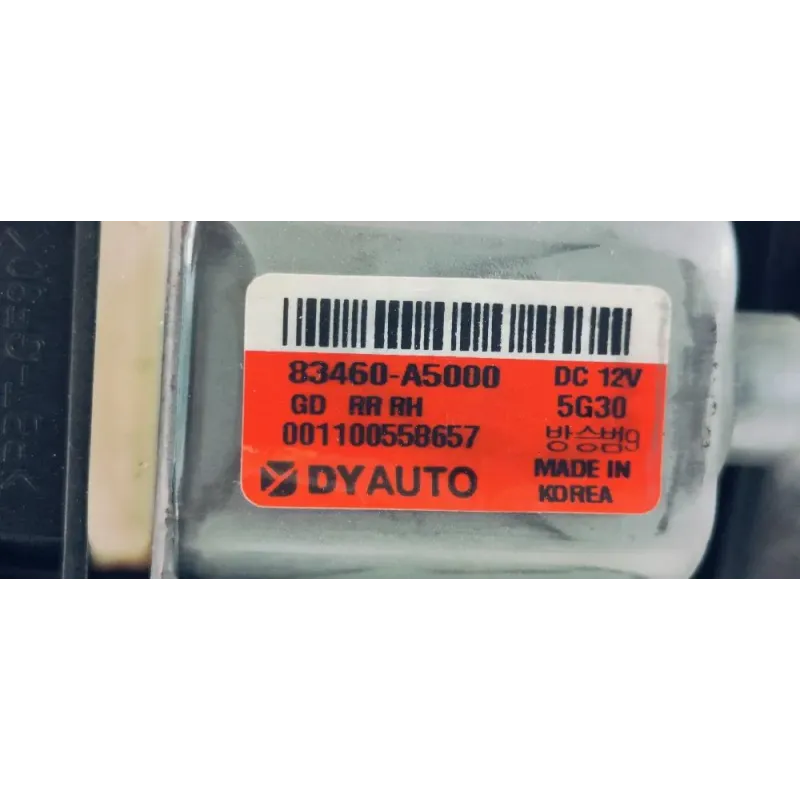 83460-A5000 DC 12V
GD RR RH 5G30
001100558657 방승범9
DYAUTO MADE IN KOREA